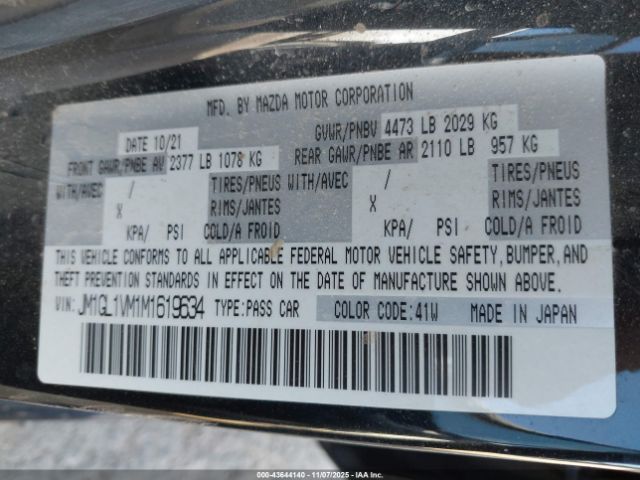 MFD. BY MAZDA MOTOR CORPORATION
DATE 10/21 GVWR/PNBV 4473 LB 2029 KG
FRONT GAWR/PNBE AV 2377 LB 1078 KG REAR GAWR/PNBE AR 2110 LB 957 KG
WITH/AVEC / TIRES/PNEUS WITH/AVEC / TIRES/PNEUS
X RIMS/JANTES X RIMS/JANTES
KPA/ PSI COLD/A FROID KPA/ PSI COLD/A FROID
THIS VEHICLE CONFORMS TO ALL APPLICABLE FEDERAL MOTOR VEHICLE SAFETY, BUMPER, AND
THEFT PREVENTION STANDARDS IN EFFECT ON THE DATE OF MANUFACTURE SHOWN ABOVE.
VIN: JM1GL1VM1M1619634 TYPE:PASS CAR COLOR CODE:41W MADE IN JAPAN
000-43644140 - 11/07/2025 - IAAI